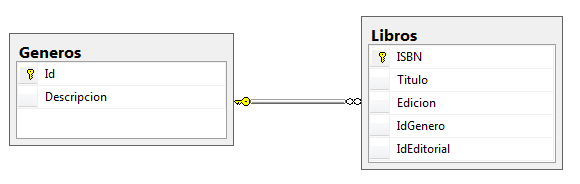 Generos
Id
Descripcion
Libros
ISBN
Titulo
Edicion
IdGenero
IdEditorial